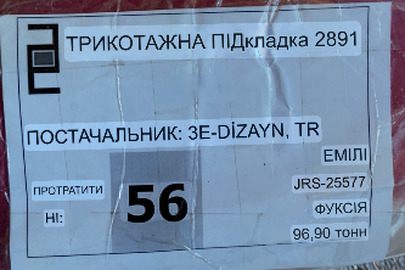 ТРИКОТАЖНА ПІДкладка 2891
ПОСТАЧАЛЬНИК: 3E-DİZAYN, TR
ЕМІЛІ
JRS-25577
ПРОТРАТИТИ
НІ:
56
ФУКСІЯ
96,90 тонн